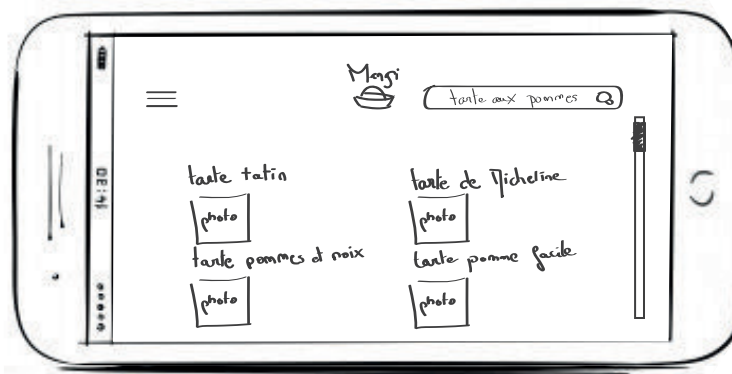 14:30
Magi
tarte aux pommes
tarte tatin
tarte de Micheline
photo
photo
tarte pommes et noix
tarte pomme facile
photo
photo